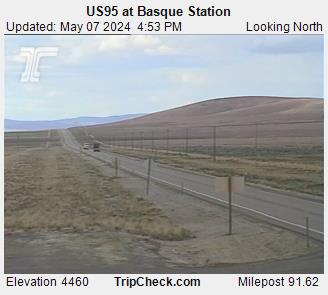 US95 at Basque Station
Updated: May 07 2024 4:53 PM
Looking North
Elevation 4460
TripCheck.com
Milepost 91.62